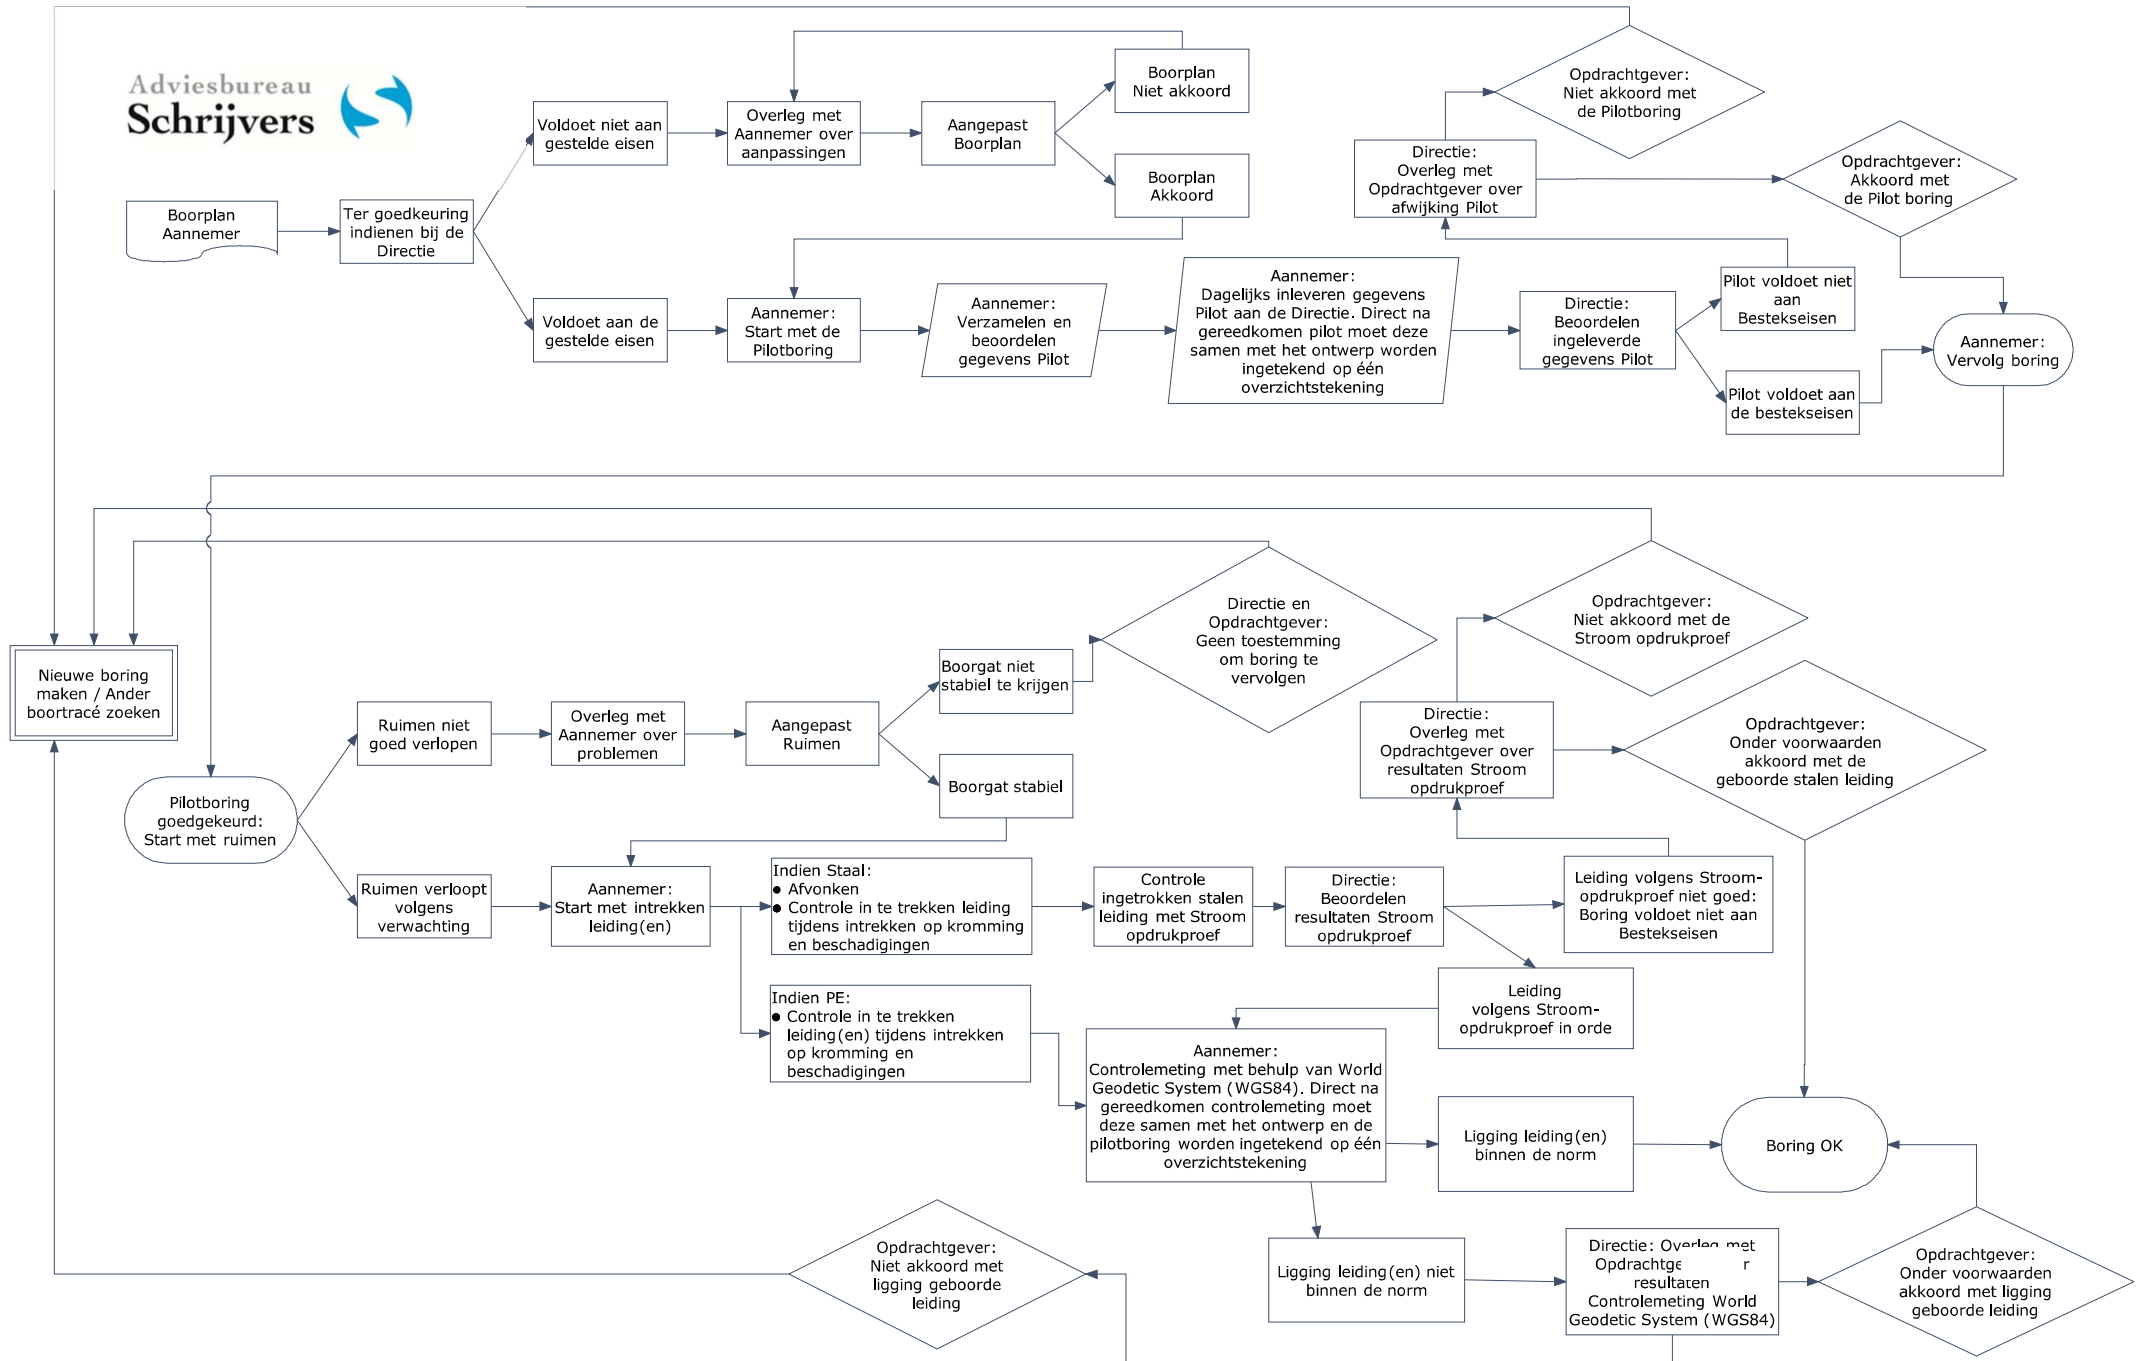 Adviesbureau
Schrijvers
Boorplan
Aannemer
Ter goedkeuring
indienen bij de
Directie
Voldoet niet aan
gestelde eisen
Overleg met
Aannemer over
aanpassingen
Aangepast
Boorplan
Boorplan
Niet akkoord
Boorplan
Akkoord
Voldoet aan de
gestelde eisen
Aannemer:
Start met de
Pilotboring
Aannemer:
Verzamelen en
beoordelen
gegevens Pilot
Aannemer:
Dagelijks inleveren gegevens
Pilot aan de Directie. Direct na
gereedkomen pilot moet deze
samen met het ontwerp worden
ingetekend op één
overzichtstekening
Directie:
Beoordelen
ingeleverde
gegevens Pilot
Pilot voldoet niet
aan
Bestekseisen
Pilot voldoet aan
de bestekseisen
Directie:
Overleg met
Opdrachtgever over
afwijking Pilot
Opdrachtgever:
Niet akkoord met
de Pilotboring
Opdrachtgever:
Akkoord met
de Pilot boring
Aannemer:
Vervolg boring
Nieuwe boring
maken / Ander
boortracé zoeken
Pilotboring
goedgekeurd:
Start met ruimen
Ruimen niet
goed verlopen
Overleg met
Aannemer over
problemen
Aangepast
Ruimen
Boorgat niet
stabiel te krijgen
Boorgat stabiel
Directie en
Opdrachtgever:
Geen toestemming
om boring te
vervolgen
Ruimen verloopt
volgens
verwachting
Aannemer:
Start met intrekken
leiding(en)
Indien Staal:
● Afvonken
● Controle in te trekken leiding
tijdens intrekken op kromming
en beschadigingen
Indien PE:
● Controle in te trekken
leiding(en) tijdens intrekken
op kromming en
beschadigingen
Controle
ingetrokken stalen
leiding met Stroom
opdrukproef
Directie:
Beoordelen
resultaten Stroom
opdrukproef
Leiding volgens Stroom-
opdrukproef niet goed:
Boring voldoet niet aan
Bestekseisen
Leiding
volgens Stroom-
opdrukproef in orde
Directie:
Overleg met
Opdrachtgever over
resultaten Stroom
opdrukproef
Opdrachtgever:
Niet akkoord met de
Stroom opdrukproef
Opdrachtgever:
Onder voorwaarden
akkoord met de
geboorde stalen leiding
Aannemer:
Controlemeting met behulp van World
Geodetic System (WGS84). Direct na
gereedkomen controlemeting moet
deze samen met het ontwerp en de
pilotboring worden ingetekend op één
overzichtstekening
Ligging leiding(en)
binnen de norm
Boring OK
Ligging leiding(en) niet
binnen de norm
Directie: Overleg met
resultaten
Controlemeting World
Geodetic System (WGS84)
Opdrachtgever:
Onder voorwaarden
akkoord met ligging
geboorde leiding
Opdrachtgever:
Niet akkoord met
ligging geboorde
leiding